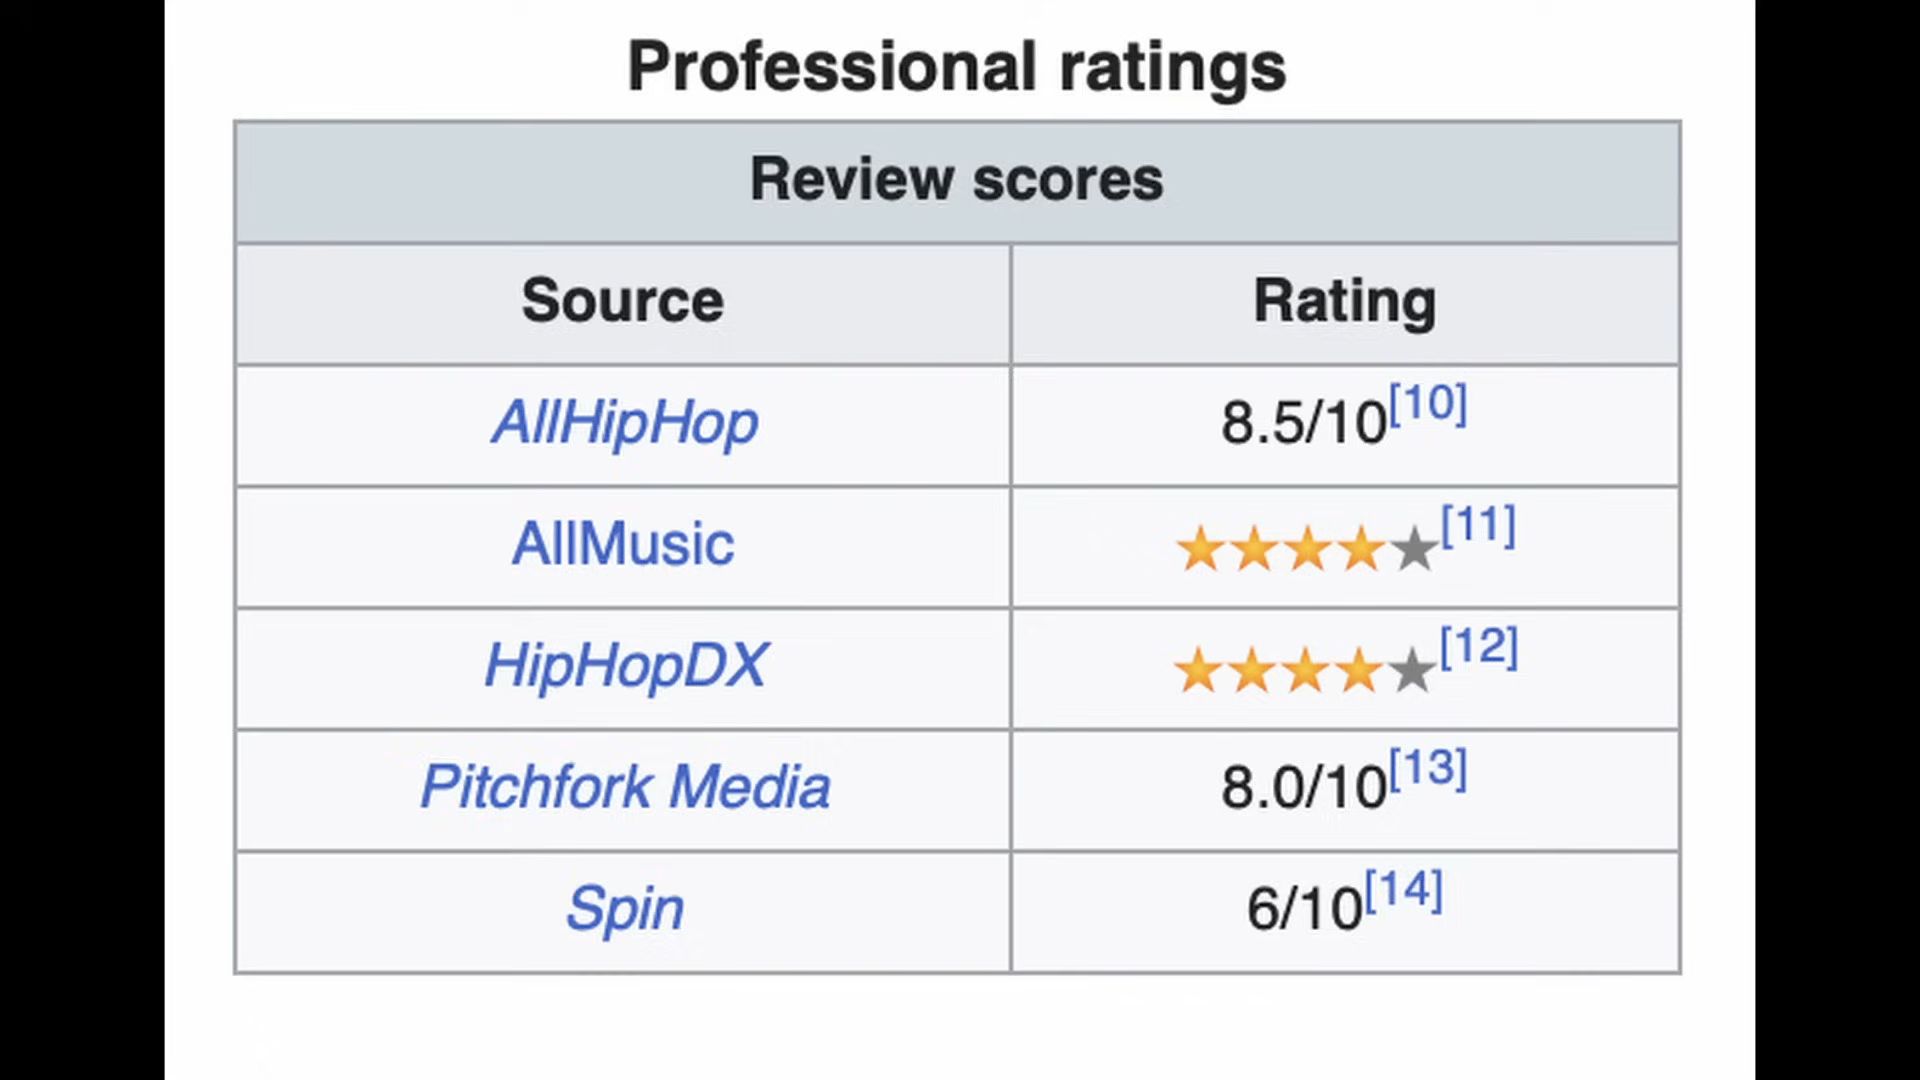 Professional ratings
Review scores
Source Rating
AllHipHop 8.5/10[10]
AllMusic [11]
HipHopDX [12]
Pitchfork Media 8.0/10[13]
Spin 6/10[14]